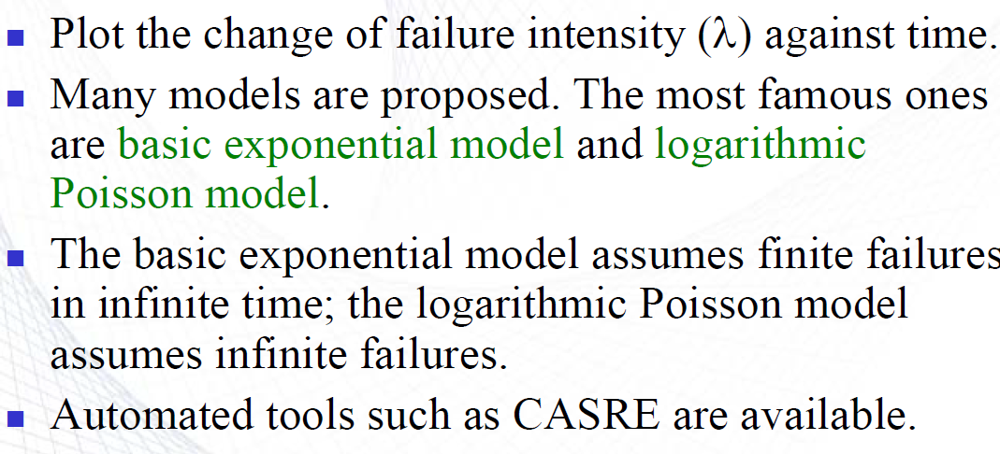 Plot the change of failure intensity (λ) against time.
Many models are proposed. The most famous ones
are basic exponential model and logarithmic
Poisson model.
The basic exponential model assumes finite failures
in infinite time; the logarithmic Poisson model
assumes infinite failures.
Automated tools such as CASRE are available.